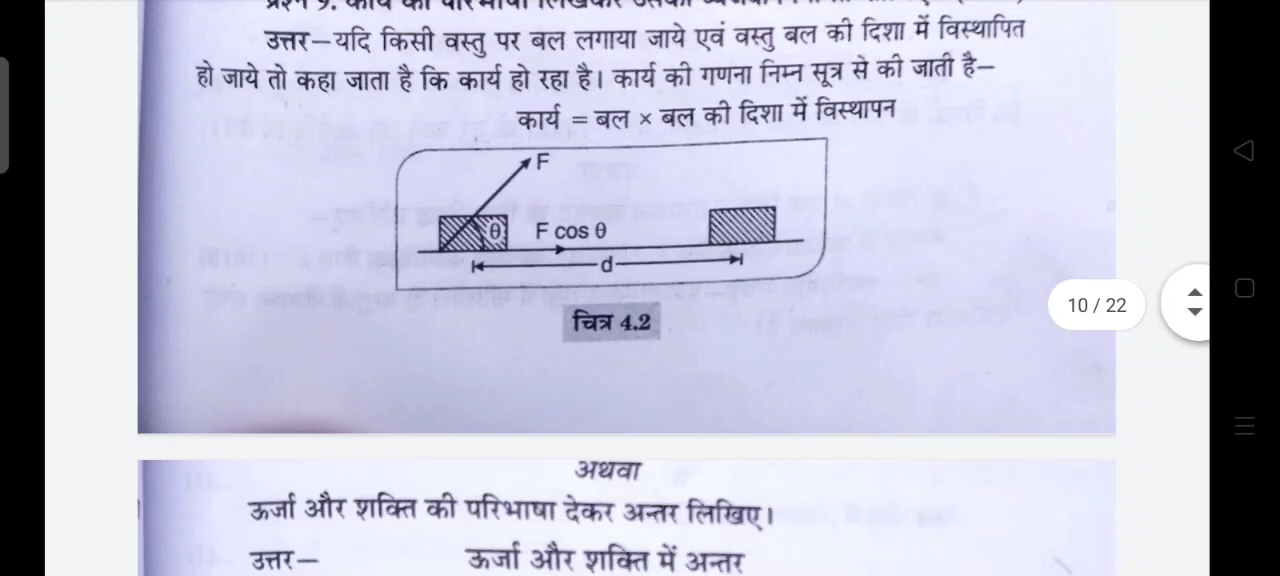 उत्तर–यदि किसी वस्तु पर बल लगाया जाये एवं वस्तु बल की दिशा में विस्थापित
हो जाये तो कहा जाता है कि कार्य हो रहा है। कार्य की गणना निम्न सूत्र से की जाती है–
कार्य = बल × बल की दिशा में विस्थापन
F
θ
F cos θ
d
चित्र 4.2
10 / 22
अथवा
ऊर्जा और शक्ति की परिभाषा देकर अन्तर लिखिए।
उत्तर– ऊर्जा और शक्ति में अन्तर